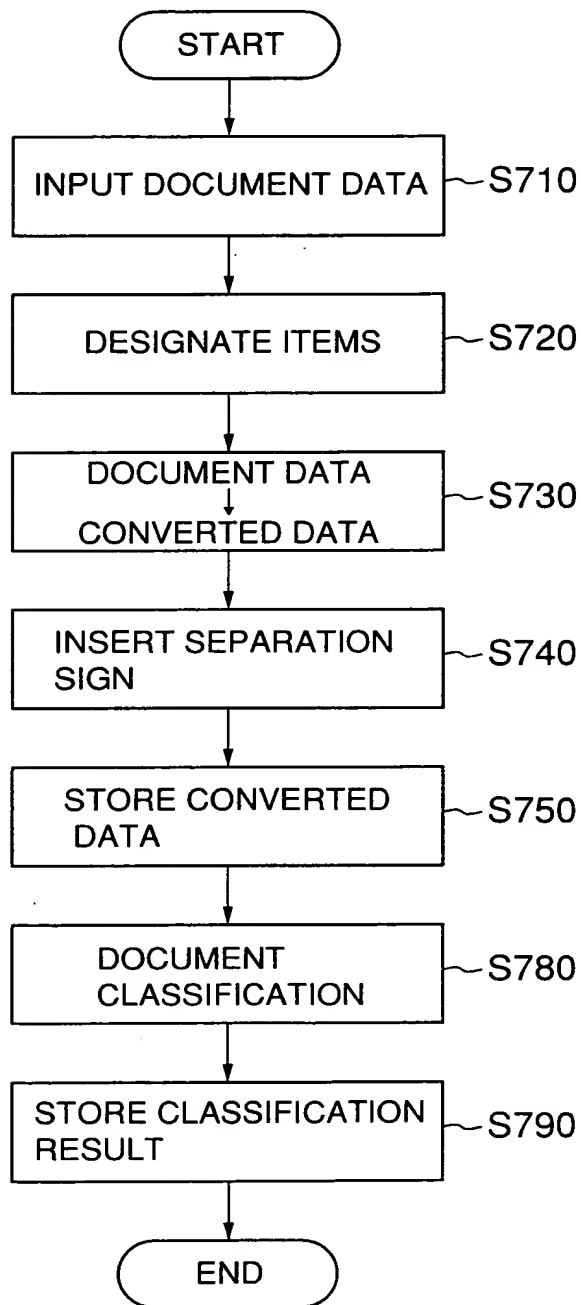 START
INPUT DOCUMENT DATA
S710
DESIGNATE ITEMS
S720
DOCUMENT DATA
CONVERTED DATA
S730
INSERT SEPARATION
SIGN
S740
STORE CONVERTED
DATA
S750
DOCUMENT
CLASSIFICATION
S780
STORE CLASSIFICATION
RESULT
S790
END